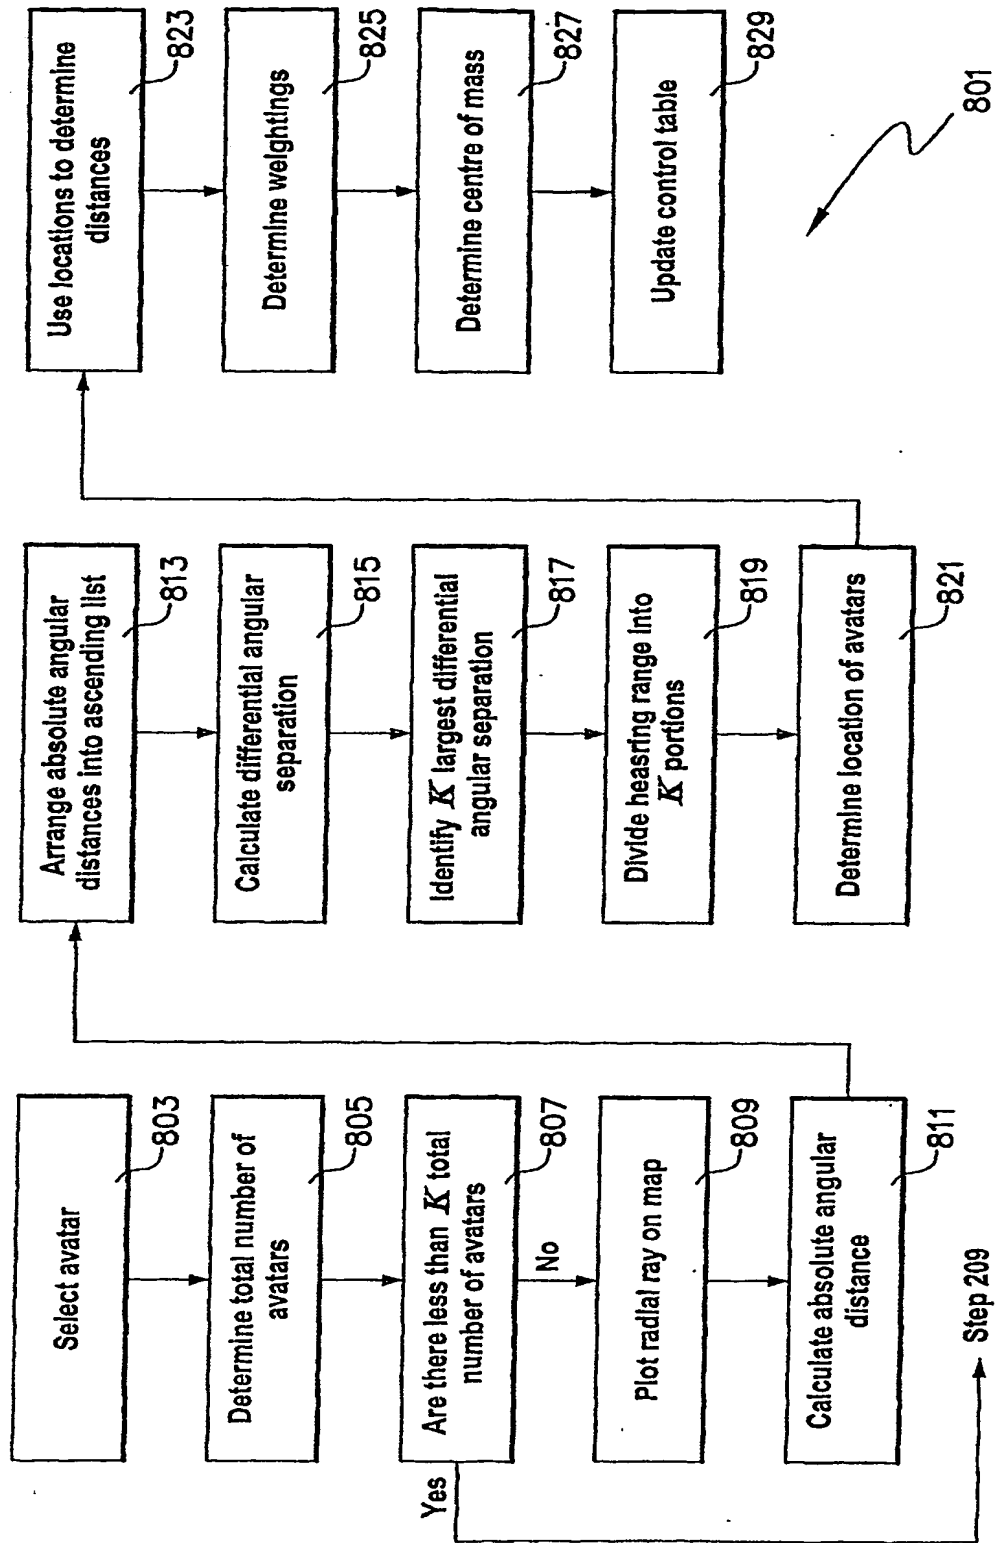 Select avatar
803
Determine total number of
avatars
805
Are there less than K total
number of avatars
807
Yes
No
Plot radial ray on map
809
Calculate absolute angular
distance
811
Step 209
Arrange absolute angular
distances into ascending list
813
Calculate differential angular
separation
815
Identify K largest differential
angular separation
817
Divide heasring range into
K portions
819
Determine location of avatars
821
Use locations to determine
distances
823
Determine weightings
825
Determine centre of mass
827
Update control table
829
801